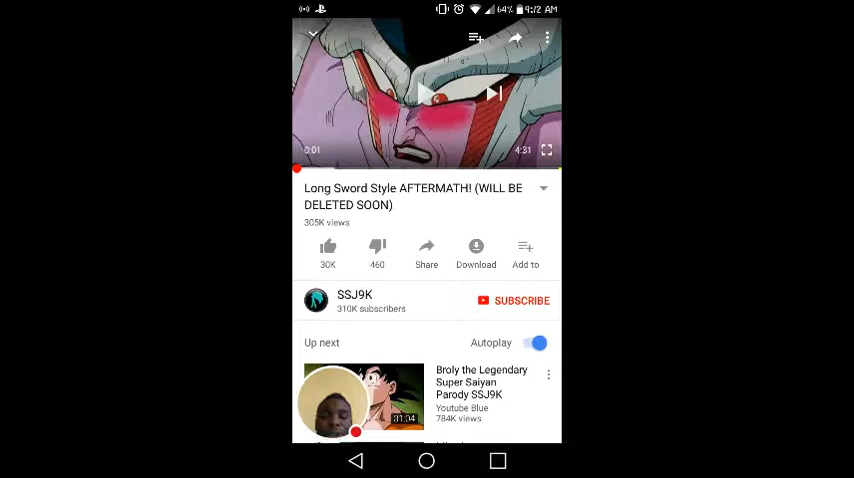 64% 9:12 AM
0:01
4:31
Long Sword Style AFTERMATH! (WILL BE
DELETED SOON)
305K views
30K
460
Share
Download
Add to
SSJ9K
310K subscribers
SUBSCRIBE
Up next
Autoplay
31:04
Broly the Legendary
Super Saiyan
Parody SSJ9K
Youtube Blue
784K views